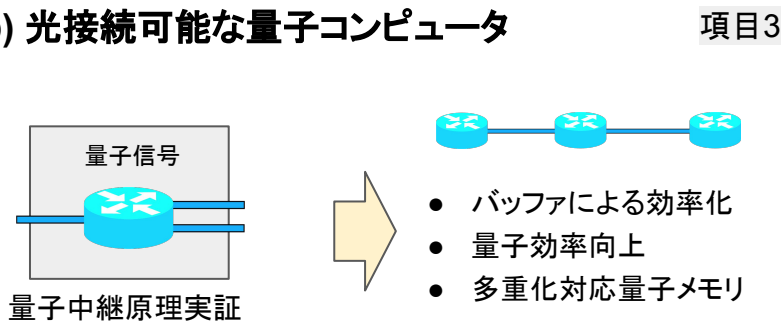 ) 光接続可能な量子コンピュータ
項目3
量子信号
量子中継原理実証
● バッファによる効率化
● 量子効率向上
● 多重化対応量子メモリ